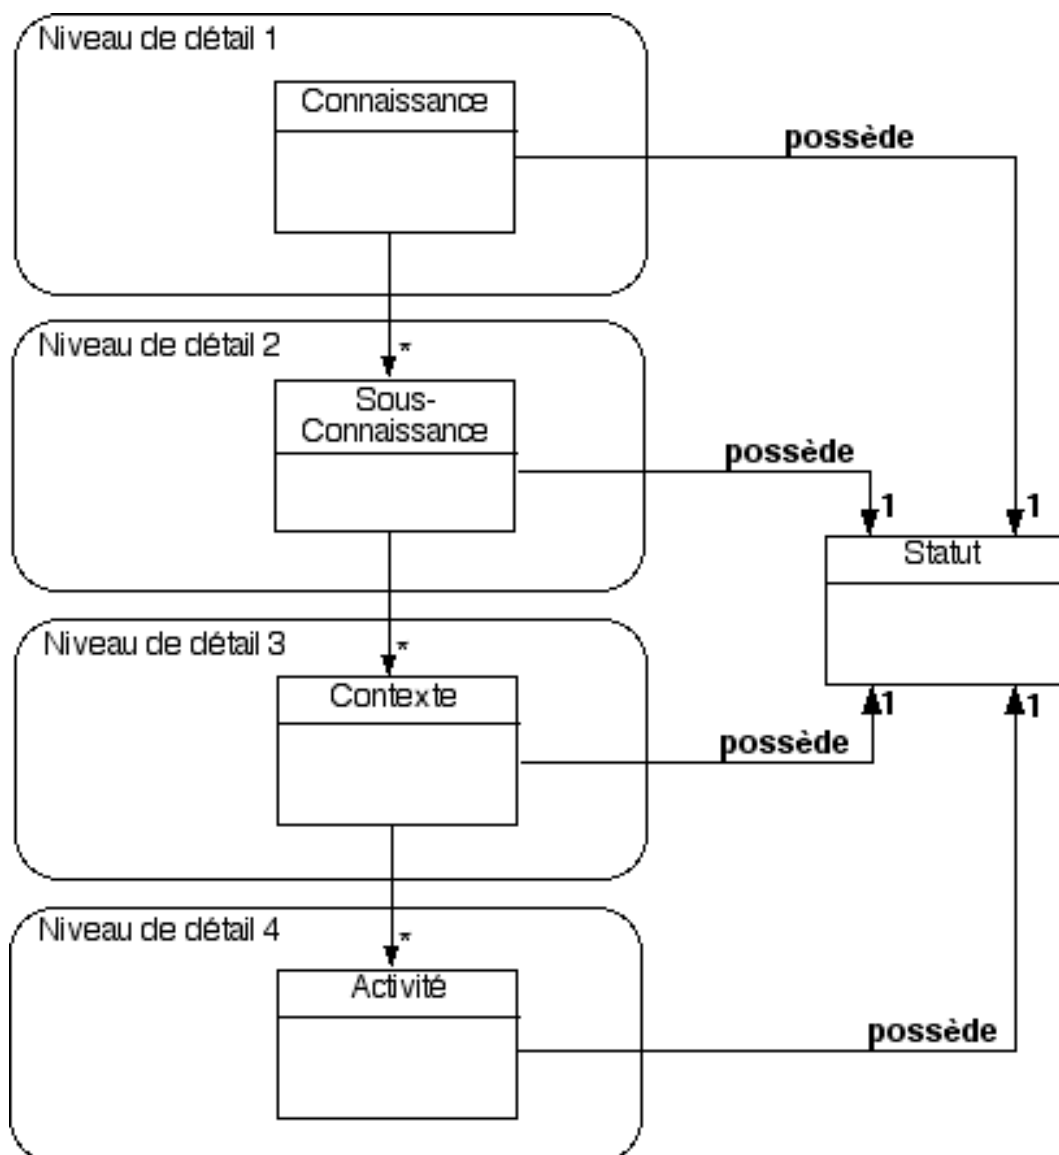 Niveau de détail 1
Connaissance
possède
Niveau de détail 2
*
Sous-
Connaissance
possède
1
1
Statut
Niveau de détail 3
*
Contexte
1
1
possède
Niveau de détail 4
*
Activité
possède